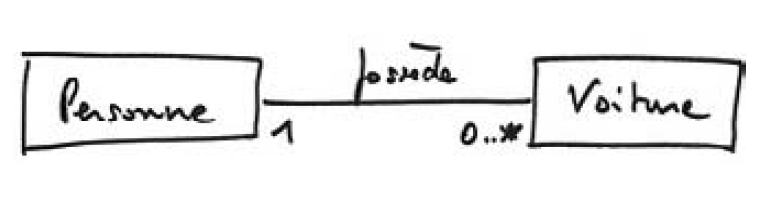 Personne
possède
Voiture
1
0..*